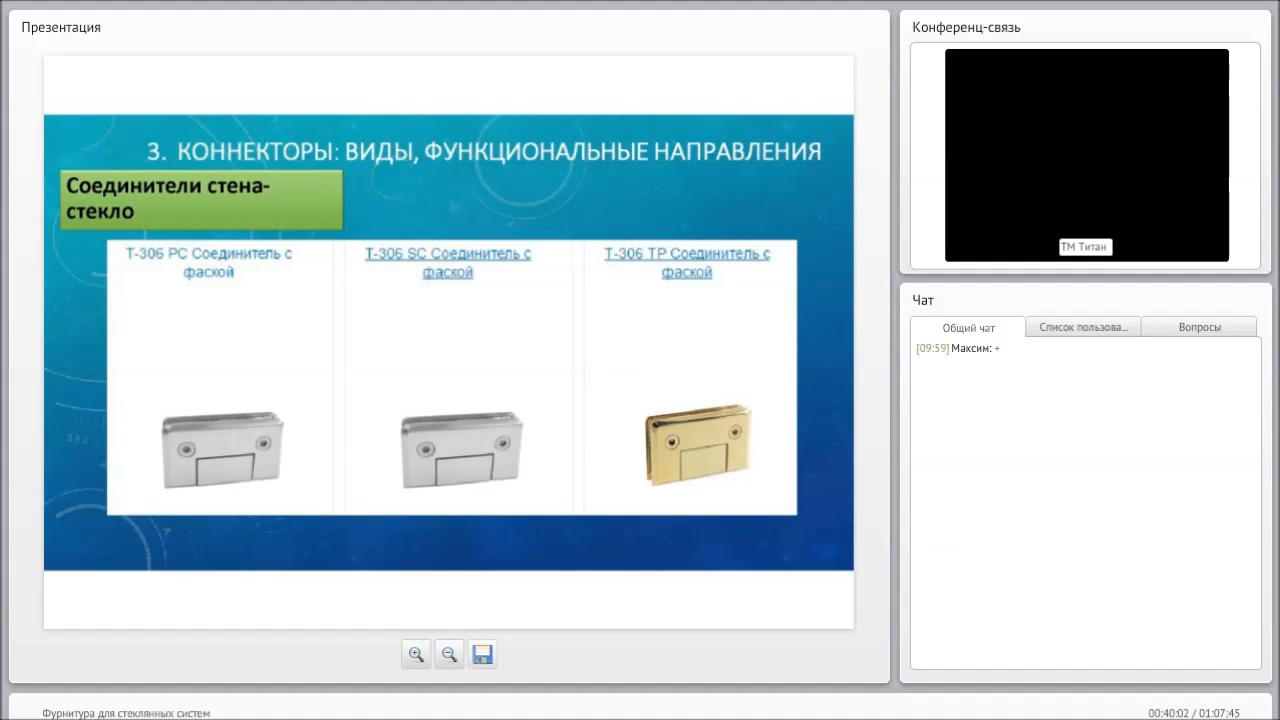 Презентация
3. КОННЕКТОРЫ: ВИДЫ, ФУНКЦИОНАЛЬНЫЕ НАПРАВЛЕНИЯ
Соединители стена-
стекло
T-306 PC Соединитель с
фаской
T-306 SC Соединитель с
фаской
T-306 TP Соединитель с
фаской
Конференц-связь
ТМ Титан
Чат
Общий чат
Список пользова...
Вопросы
[09:59] Максим: +
Фурнитура для стеклянных систем
00:40:02 / 01:07:45